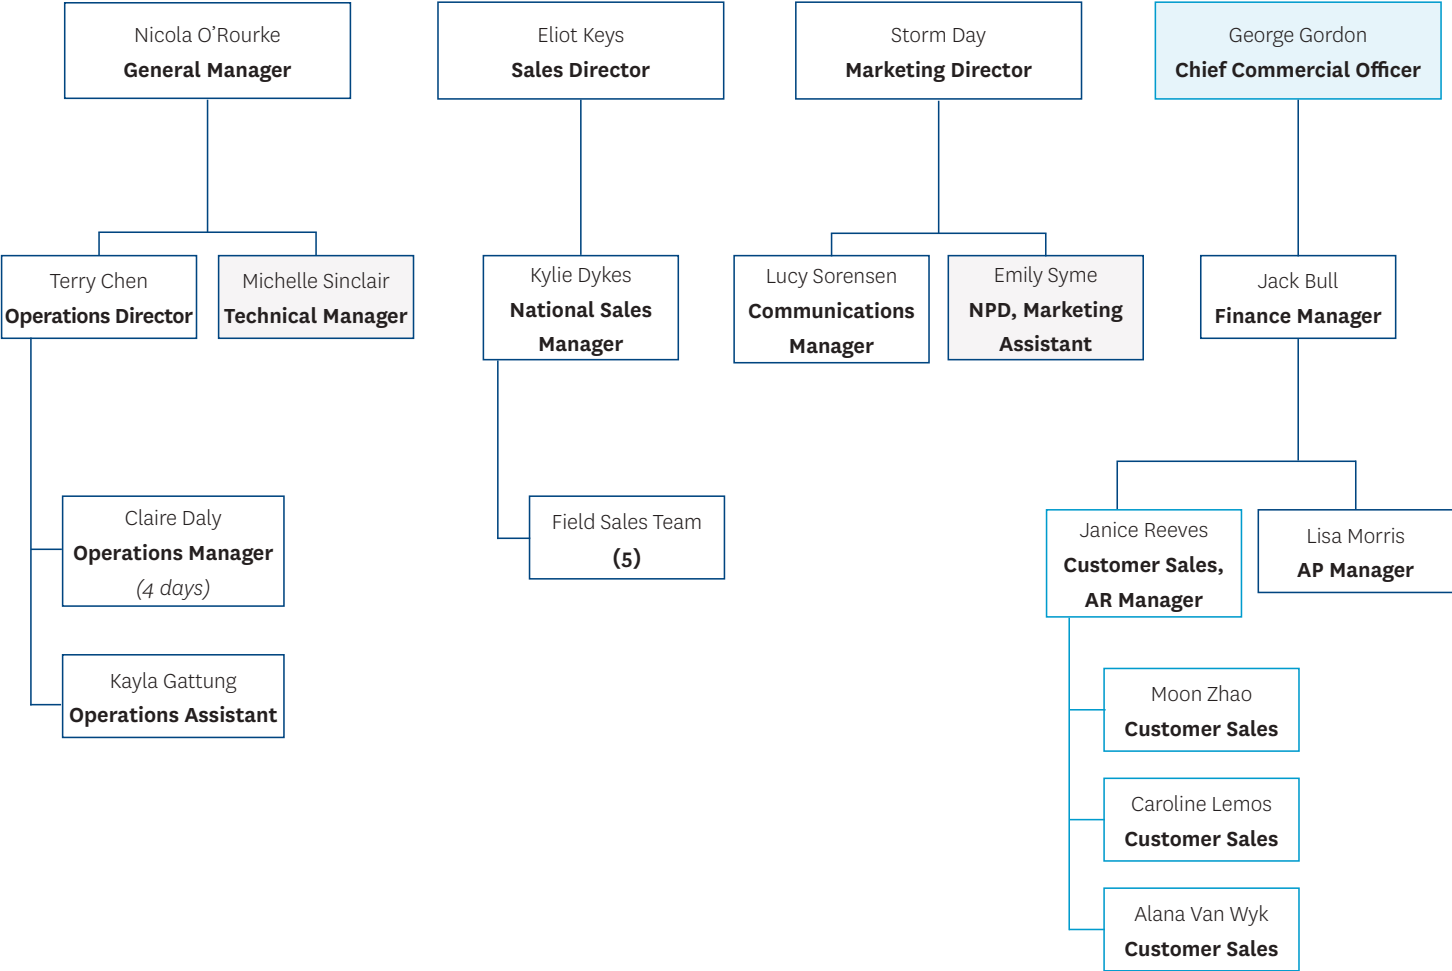 Nicola O’Rourke
General Manager
Eliot Keys
Sales Director
Storm Day
Marketing Director
George Gordon
Chief Commercial Officer
Terry Chen
Operations Director
Michelle Sinclair
Technical Manager
Kylie Dykes
National Sales
Manager
Lucy Sorensen
Communications
Manager
Emily Syme
NPD, Marketing
Assistant
Jack Bull
Finance Manager
Claire Daly
Operations Manager
(4 days)
Field Sales Team
(5)
Janice Reeves
Customer Sales,
AR Manager
Lisa Morris
AP Manager
Kayla Gattung
Operations Assistant
Moon Zhao
Customer Sales
Caroline Lemos
Customer Sales
Alana Van Wyk
Customer Sales